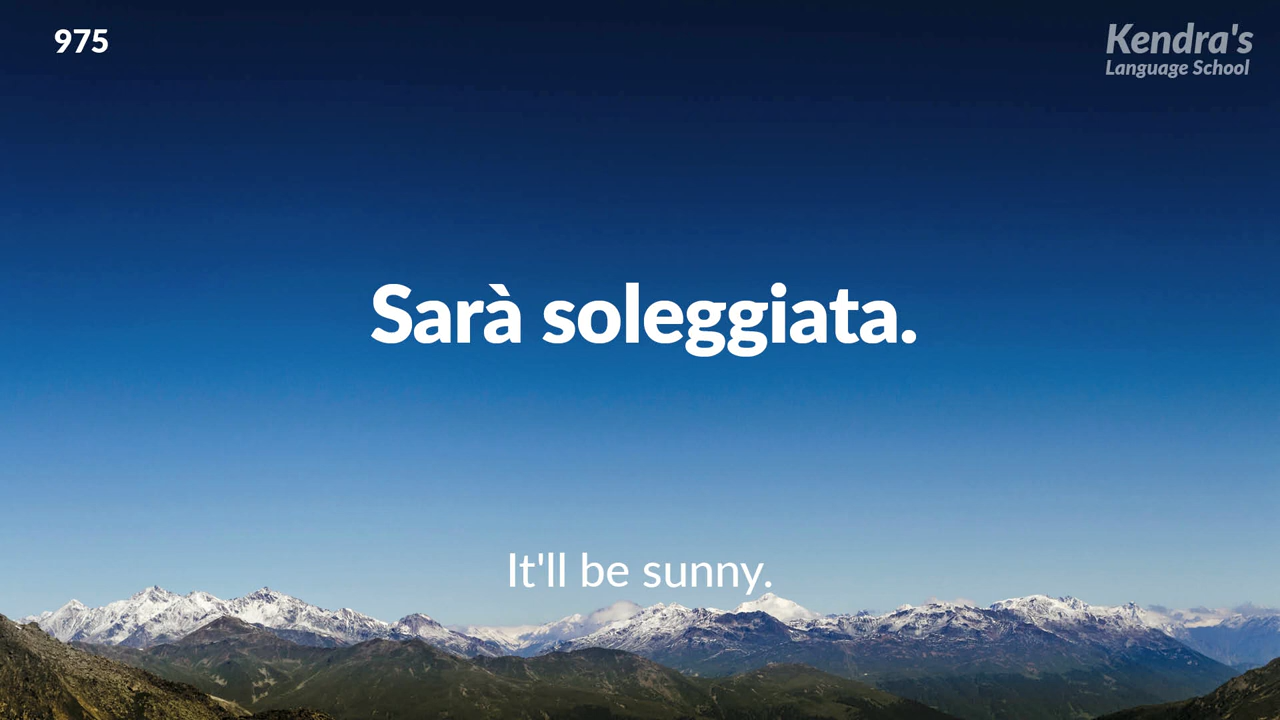 975
Kendra's
Language School
Sarà soleggiata.
It'll be sunny.